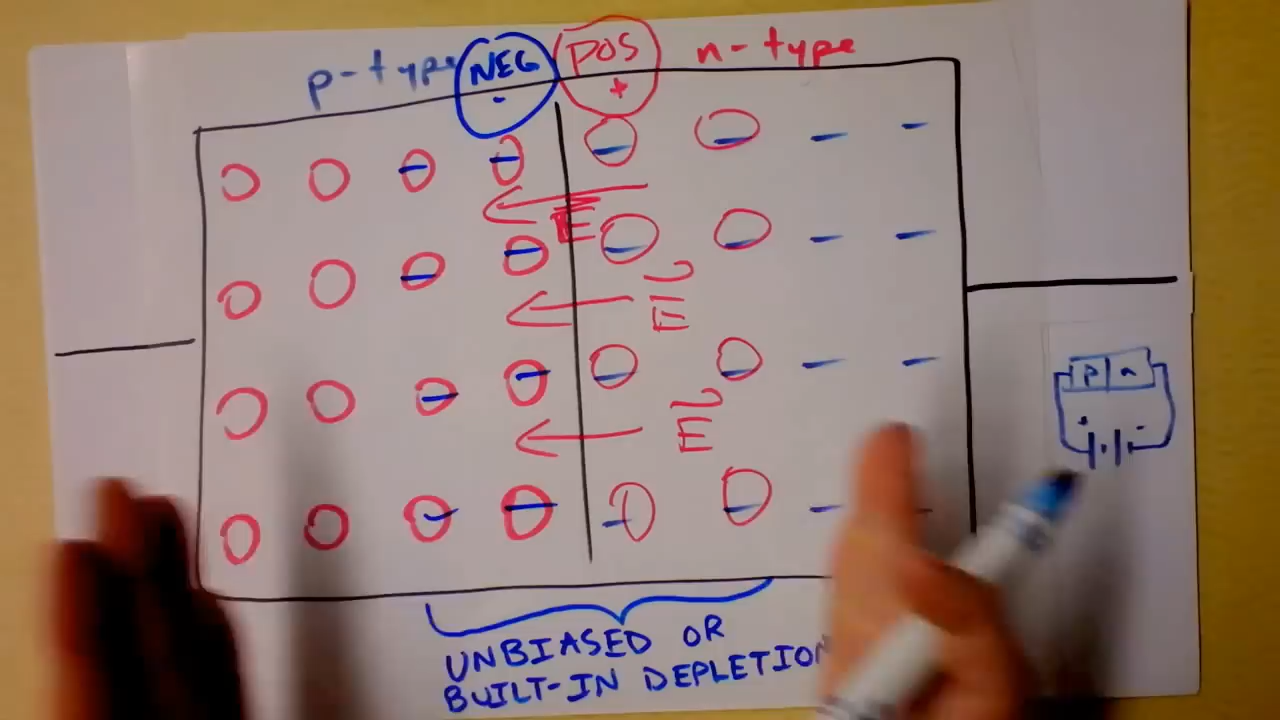 p-type NEG POS n-type
- +
E
E
E
p n
+ -
UNBIASED OR
BUILT-IN DEPLETION